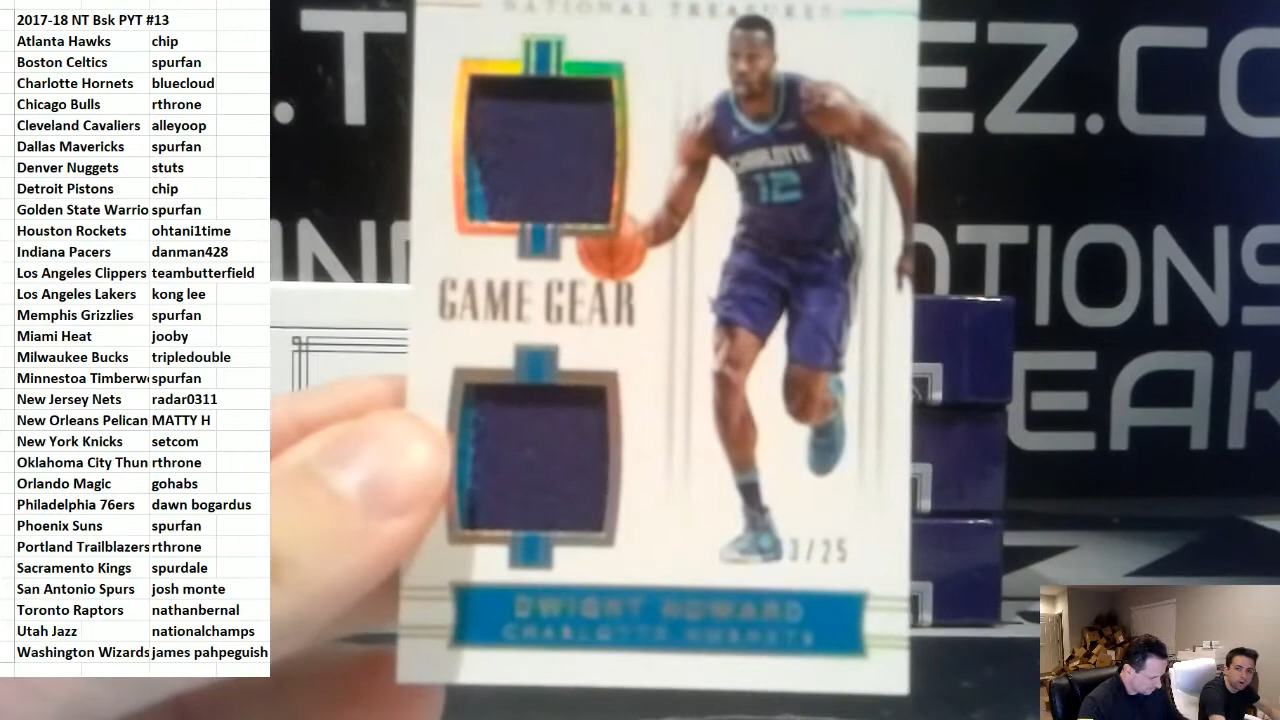 2017-18 NT Bsk PYT #13
Atlanta Hawks chip
Boston Celtics spurfan
Charlotte Hornets bluecloud
Chicago Bulls rthrone
Cleveland Cavaliers alleyoop
Dallas Mavericks spurfan
Denver Nuggets stuts
Detroit Pistons chip
Golden State Warrio spurfan
Houston Rockets ohtani1time
Indiana Pacers danman428
Los Angeles Clippers teambutterfield
Los Angeles Lakers kong lee
Memphis Grizzlies spurfan
Miami Heat jooby
Milwaukee Bucks tripledouble
Minnestoa Timberw spurfan
New Jersey Nets radar0311
New Orleans Pelican MATTY H
New York Knicks setcom
Oklahoma City Thun rthrone
Orlando Magic gohabs
Philadelphia 76ers dawn bogardus
Phoenix Suns spurfan
Portland Trailblazers rthrone
Sacramento Kings spurdale
San Antonio Spurs josh monte
Toronto Raptors nathanbernal
Utah Jazz nationalchamps
Washington Wizards james pahpeguish
NATIONAL TREASURES
CHARLOTTE
12
GAME GEAR
3/25
DWIGHT HOWARD
CHARLOTTE HORNETS
.T
EZ.CO
OTIONS
EAK